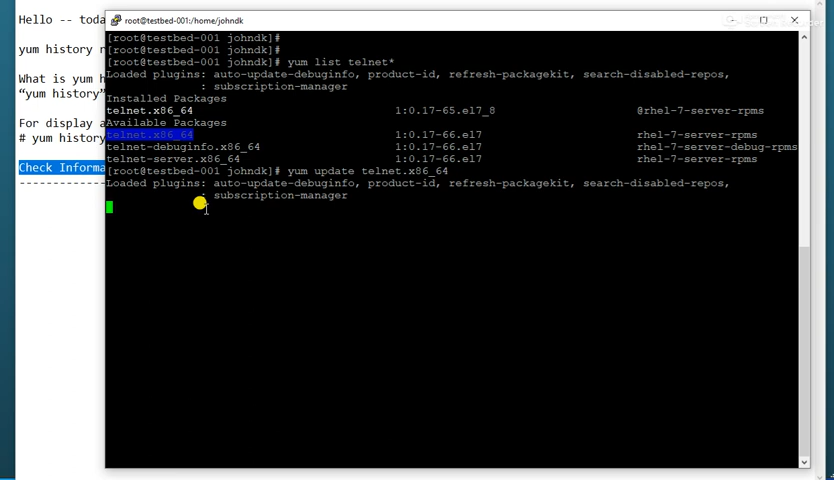 Hello -- toda
yum history n
What is yum h
“yum history”
For display a
# yum history
Check Informa
-------------
root@testbed-001:/home/johndk
[root@testbed-001 johndk]#
[root@testbed-001 johndk]#
[root@testbed-001 johndk]# yum list telnet*
Loaded plugins: auto-update-debuginfo, product-id, refresh-packagekit, search-disabled-repos,
: subscription-manager
Installed Packages
telnet.x86_64 1:0.17-65.el7_8 @rhel-7-server-rpms
Available Packages
telnet.x86_64 1:0.17-66.el7 rhel-7-server-rpms
telnet-debuginfo.x86_64 1:0.17-66.el7 rhel-7-server-debug-rpms
telnet-server.x86_64 1:0.17-66.el7 rhel-7-server-rpms
[root@testbed-001 johndk]# yum update telnet.x86_64
Loaded plugins: auto-update-debuginfo, product-id, refresh-packagekit, search-disabled-repos,
: subscription-manager